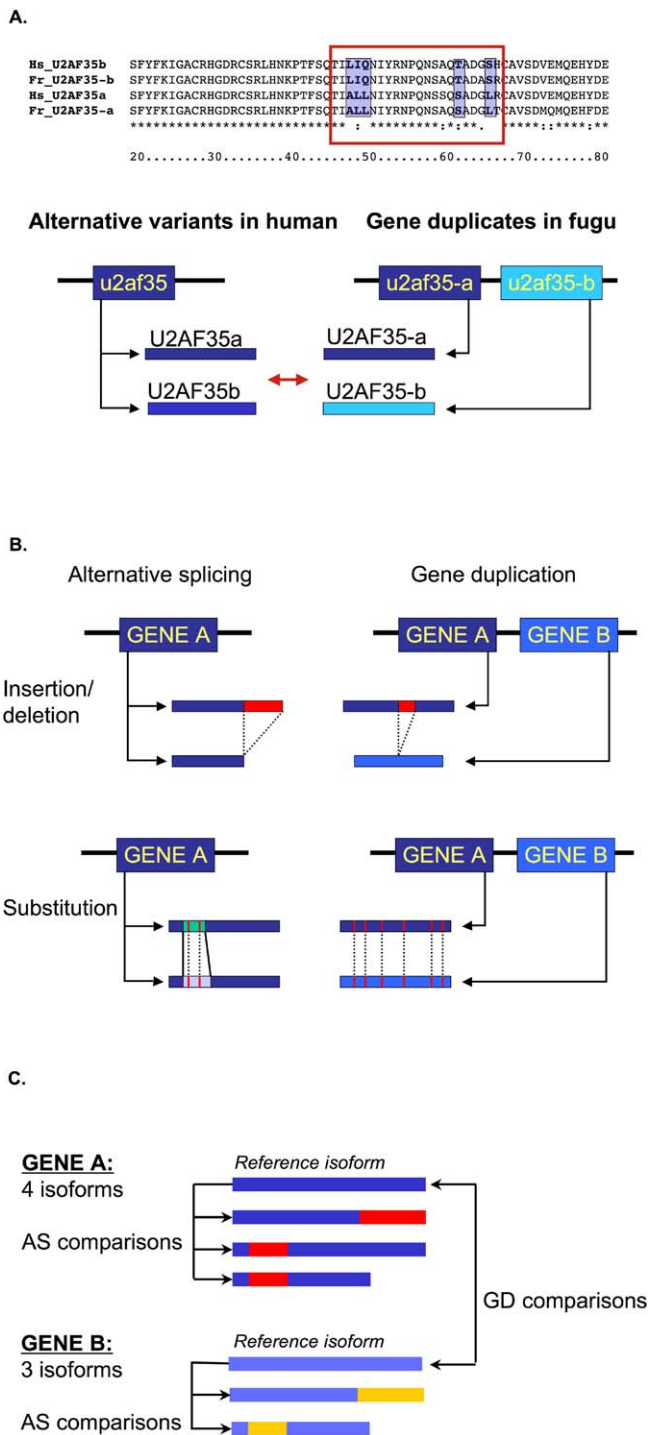 A.
Hs_U2AF35b SFYFKIGACRHGDRCSRLHNKPTFSQTILIQNIYRNPQNSAQTADGSHCAVSDVEMQEHYDE
Fr_U2AF35-b SFYFKIGACRHGDRCSRLHNKPTFSQTILIQNIYRNPQNSAQTADASRCAVSDVEMQEHYDE
Hs_U2AF35a SFYFKIGACRHGDRCSRLHNKPTFSQTIALLNIYRNPQNSSQSADGLRCAVSDVEMQEHYDE
Fr_U2AF35-a SFYFKIGACRHGDRCSRLHNKPTFSQTIALLNIYRNPQNSAQSADGLTCAVSDMQMQEHFDE
**************************** : *********:*:**.  *****::****:**
20........30........40........50........60........70........80
Alternative variants in human Gene duplicates in fugu
u2af35 u2af35-a u2af35-b
U2AF35a U2AF35-a
U2AF35b U2AF35-b
B.
Alternative splicing Gene duplication
GENE A GENE A GENE B
Insertion/
deletion
GENE A GENE A GENE B
Substitution
C.
GENE A: Reference isoform
4 isoforms
AS comparisons
GD comparisons
GENE B: Reference isoform
3 isoforms
AS comparisons